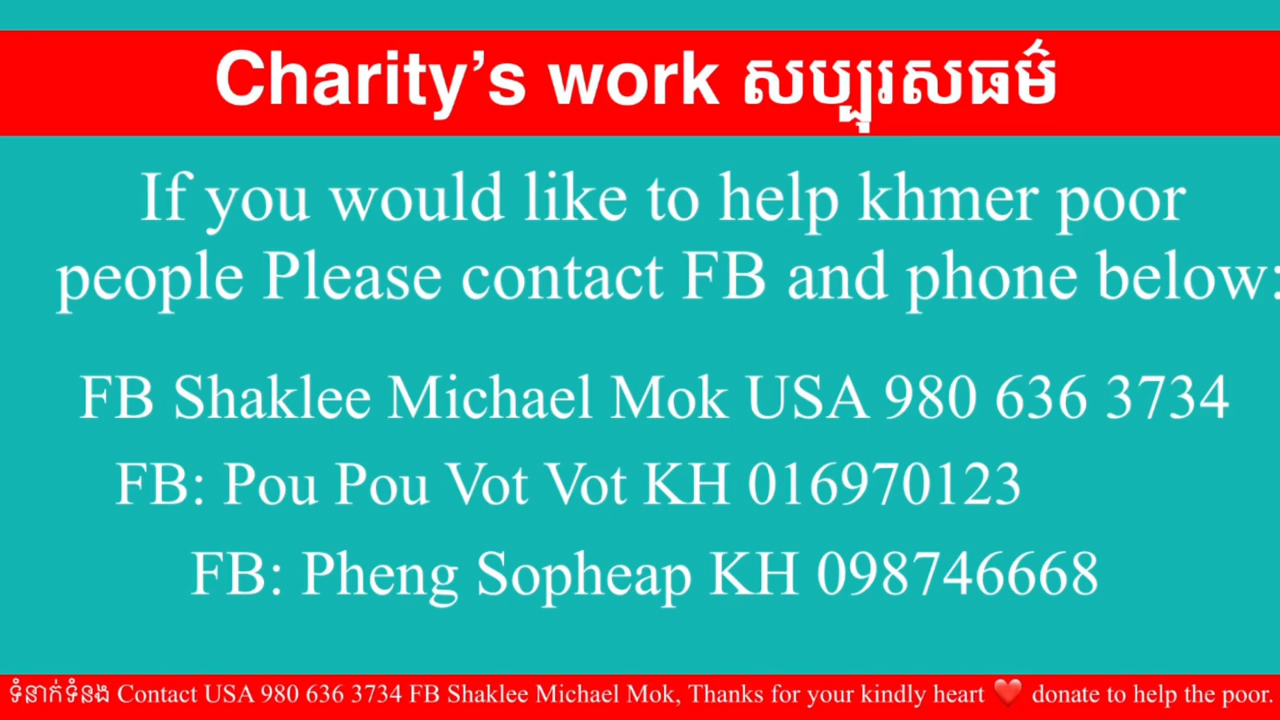 Charity’s work សប្បុរសធម៌
If you would like to help khmer poor
people Please contact FB and phone below:
FB Shaklee Michael Mok USA 980 636 3734
FB: Pou Pou Vot Vot KH 016970123
FB: Pheng Sopheap KH 098746668
ទំនាក់ទំនង Contact USA 980 636 3734 FB Shaklee Michael Mok, Thanks for your kindly heart ❤️ donate to help the poor.